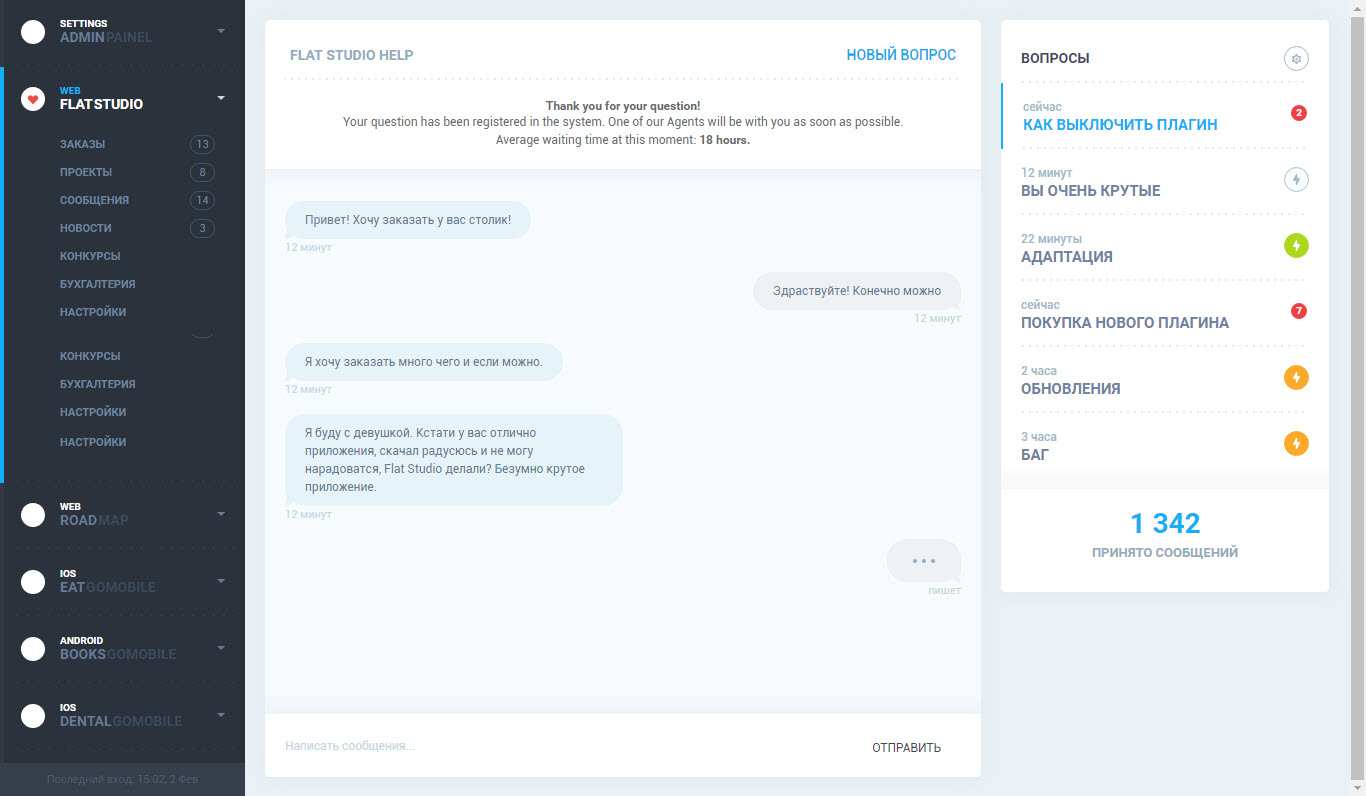 SETTINGS
ADMINPAINEL
WEB
FLATSTUDIO
ЗАКАЗЫ 13
ПРОЕКТЫ 8
СООБЩЕНИЯ 14
НОВОСТИ 3
КОНКУРСЫ
БУХГАЛТЕРИЯ
НАСТРОЙКИ
КОНКУРСЫ
БУХГАЛТЕРИЯ
НАСТРОЙКИ
НАСТРОЙКИ
WEB
ROADMAP
IOS
EATGOMOBILE
ANDROID
BOOKSGOMOBILE
IOS
DENTALGOMOBILE
Последний вход: 15:02, 2 Фев
FLAT STUDIO HELP НОВЫЙ ВОПРОС
Thank you for your question!
Your question has been registered in the system. One of our Agents will be with you as soon as possible.
Average waiting time at this moment: 18 hours.
Привет! Хочу заказать у вас столик!
12 минут
Здраствуйте! Конечно можно
12 минут
Я хочу заказать много чего и если можно.
12 минут
Я буду с девушкой. Кстати у вас отлично
приложения, скачал радусюсь и не могу
нарадоватся, Flat Studio делали? Безумно крутое
приложение.
12 минут
пишет
Написать сообщения... ОТПРАВИТЬ
ВОПРОСЫ
сейчас
КАК ВЫКЛЮЧИТЬ ПЛАГИН 2
12 минут
ВЫ ОЧЕНЬ КРУТЫЕ
22 минуты
АДАПТАЦИЯ
сейчас
ПОКУПКА НОВОГО ПЛАГИНА 7
2 часа
ОБНОВЛЕНИЯ
3 часа
БАГ
1 342
ПРИНЯТО СООБЩЕНИЙ